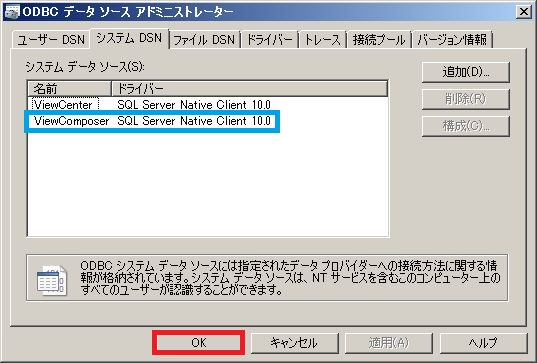 ODBC データ ソース アドミニストレーター
ユーザー DSN システム DSN ファイル DSN ドライバー トレース 接続プール バージョン情報
システム データ ソース(S):
名前 ドライバー
ViewCenter SQL Server Native Client 10.0
ViewComposer SQL Server Native Client 10.0
追加(D)...
削除(R)
構成(C)...
ODBC システム データ ソースには指定されたデータ プロバイダーへの接続方法に関する情
報が格納されています。システム データ ソースは、NT サービスを含むこのコンピューター上の
すべてのユーザーが認識することができます。
OK キャンセル 適用(A) ヘルプ